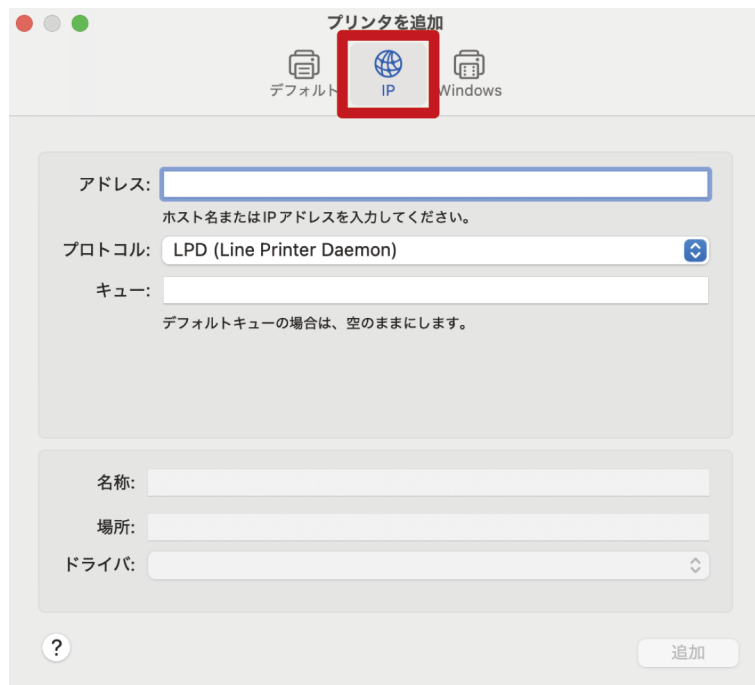 プリンタを追加
デフォルト IP Windows
アドレス:
ホスト名またはIPアドレスを入力してください。
プロトコル: LPD (Line Printer Daemon)
キュー:
デフォルトキューの場合は、空のままにします。
名称:
場所:
ドライバ:
? 追加